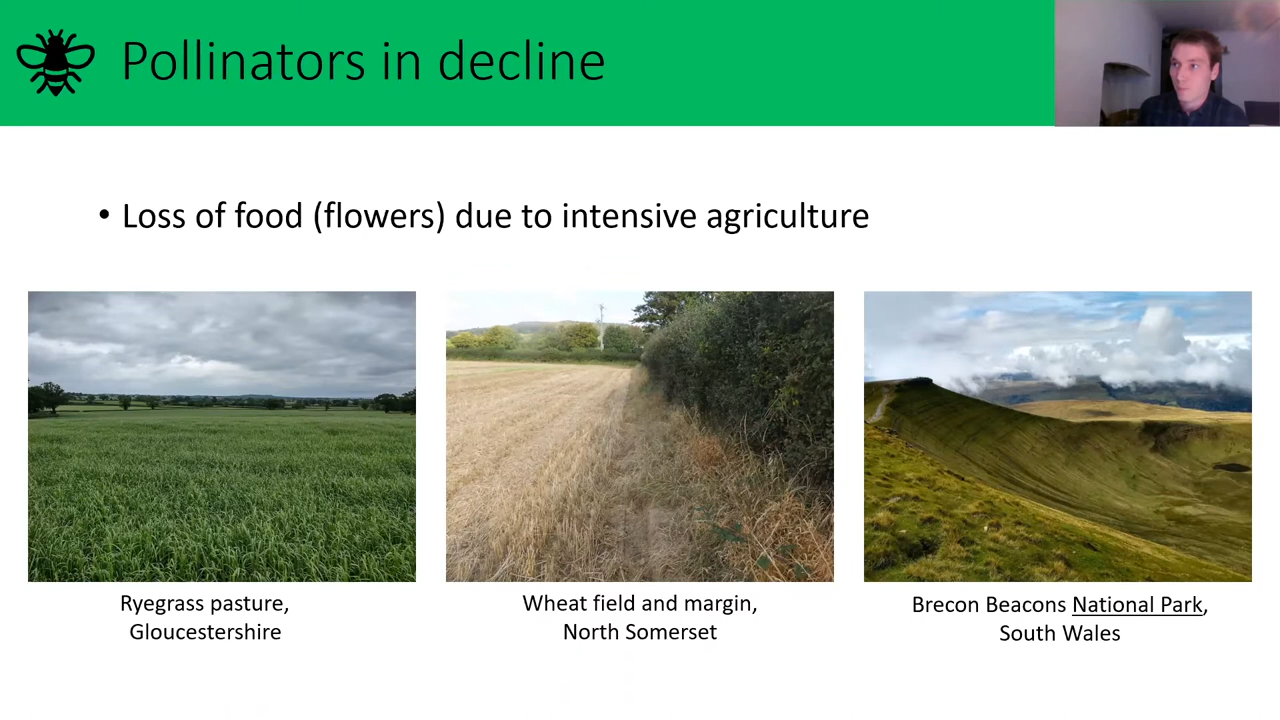 Pollinators in decline
• Loss of food (flowers) due to intensive agriculture
Ryegrass pasture,
Gloucestershire
Wheat field and margin,
North Somerset
Brecon Beacons National Park,
South Wales